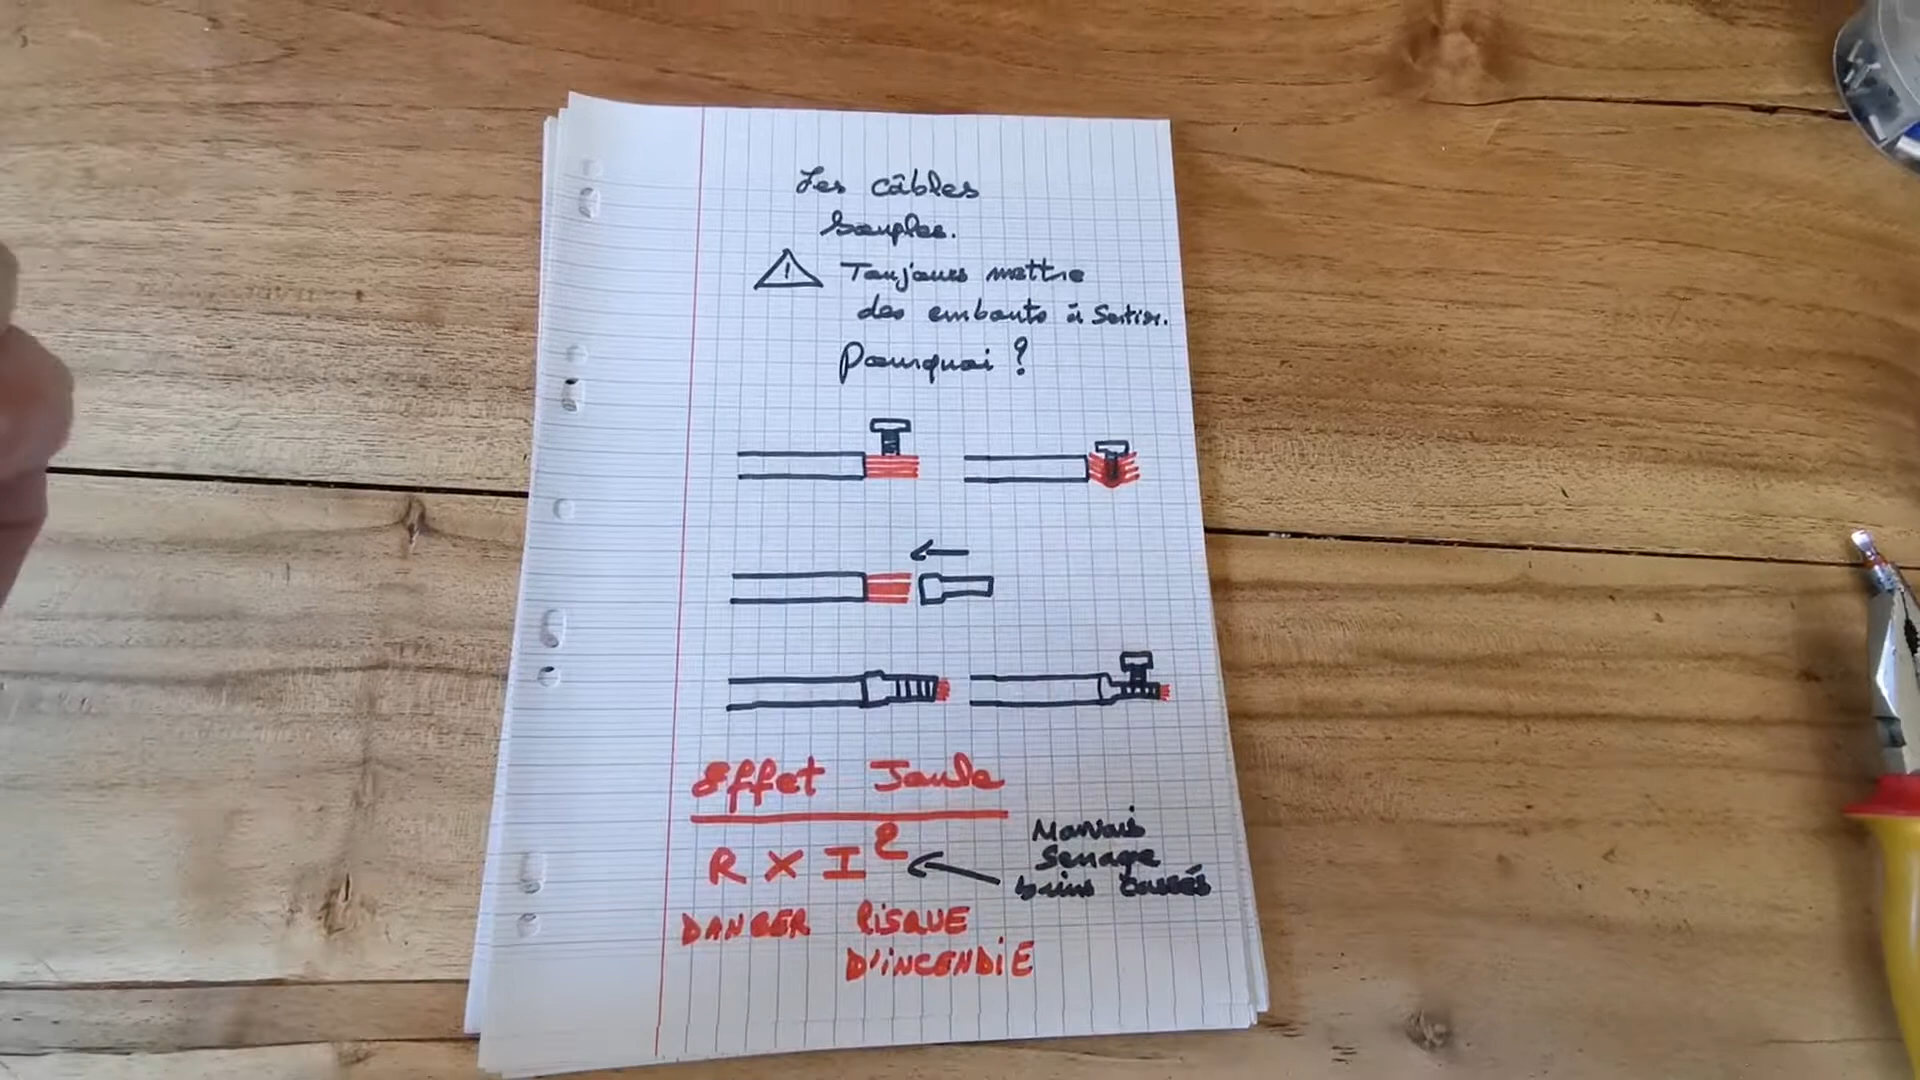 Les câbles
Souples.
! Toujours mettre
des embouts à Sertir.
Pourquoi ?
Effet Joule
R X I²
Mauvais
Serrage
brins cassés
DANGER RISQUE
D'INCENDIE